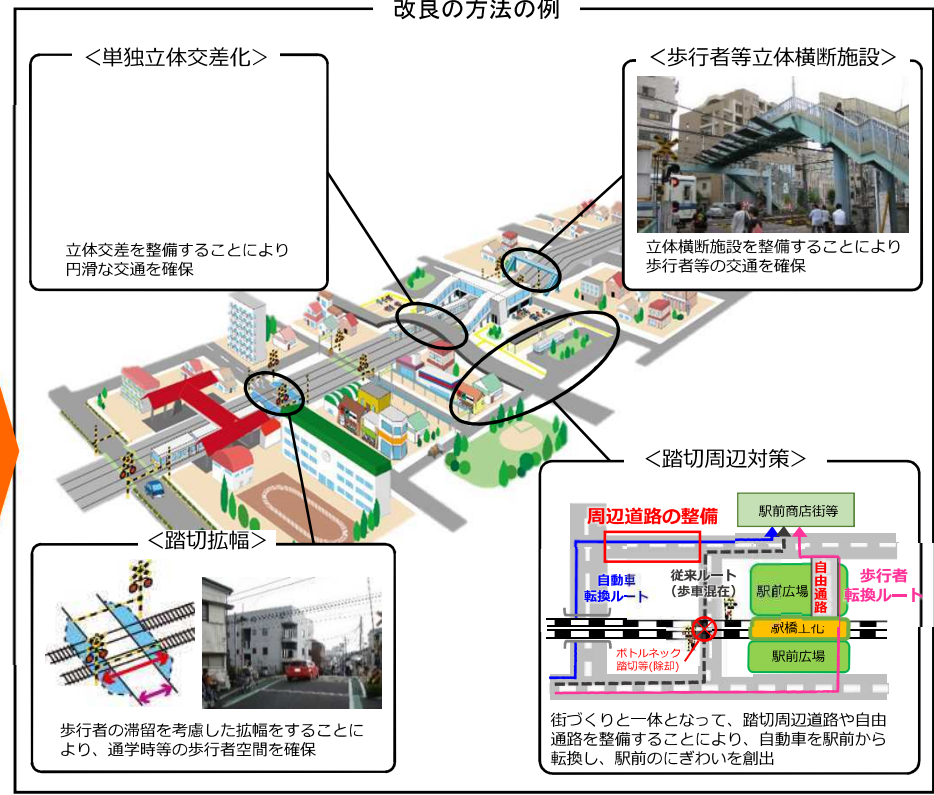 改良の方法の例
＜単独立体交差化＞
立体交差を整備することにより
円滑な交通を確保
＜歩行者等立体横断施設＞
立体横断施設を整備することにより
歩行者等の交通を確保
＜踏切拡幅＞
歩行者の滞留を考慮した拡幅をすることに
より、通学時等の歩行者空間を確保
＜踏切周辺対策＞
駅前商店街等
周辺道路の整備
自動車
転換ルート
従来ルート
（歩車混在）
駅前広場
自由通路
歩行者
転換ルート
駅橋上化
ボトルネック
踏切等(除却)
駅前広場
街づくりと一体となって、踏切周辺道路や自由
通路を整備することにより、自動車を駅前から
転換し、駅前のにぎわいを創出